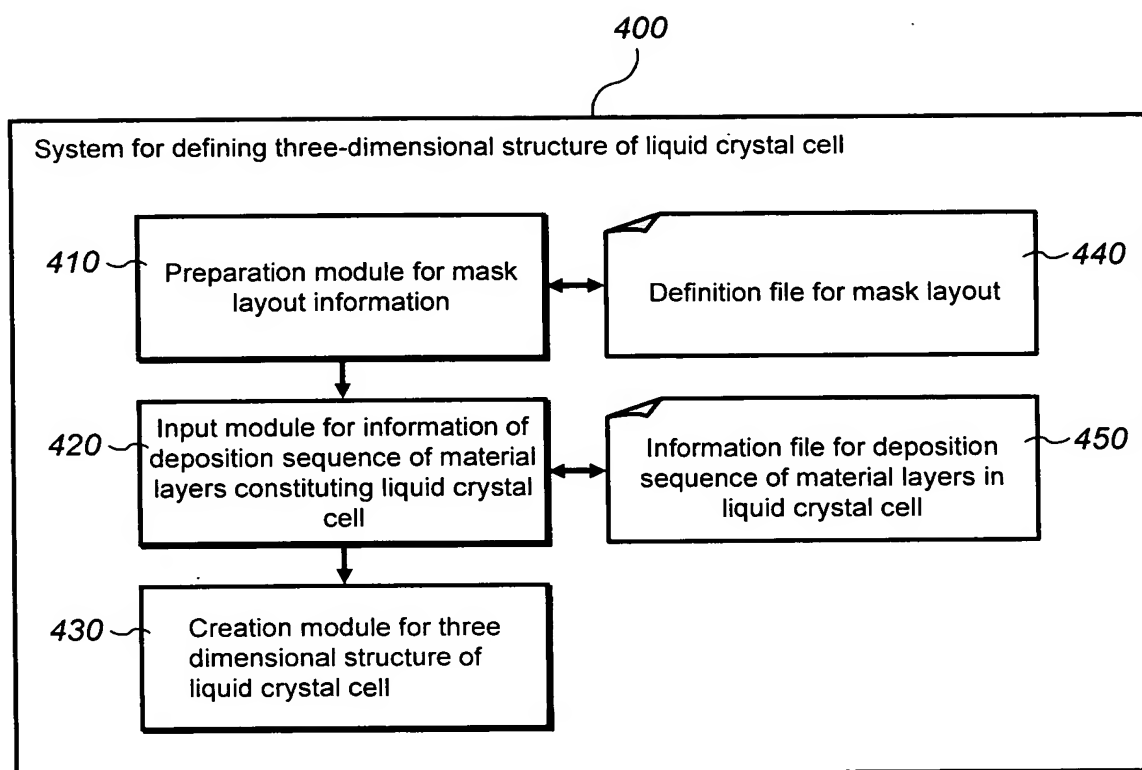 400
System for defining three-dimensional structure of liquid crystal cell
410
Preparation module for mask
layout information
440
Definition file for mask layout
420
Input module for information of
deposition sequence of material
layers constituting liquid crystal
cell
450
Information file for deposition
sequence of material layers in
liquid crystal cell
430
Creation module for three
dimensional structure of
liquid crystal cell